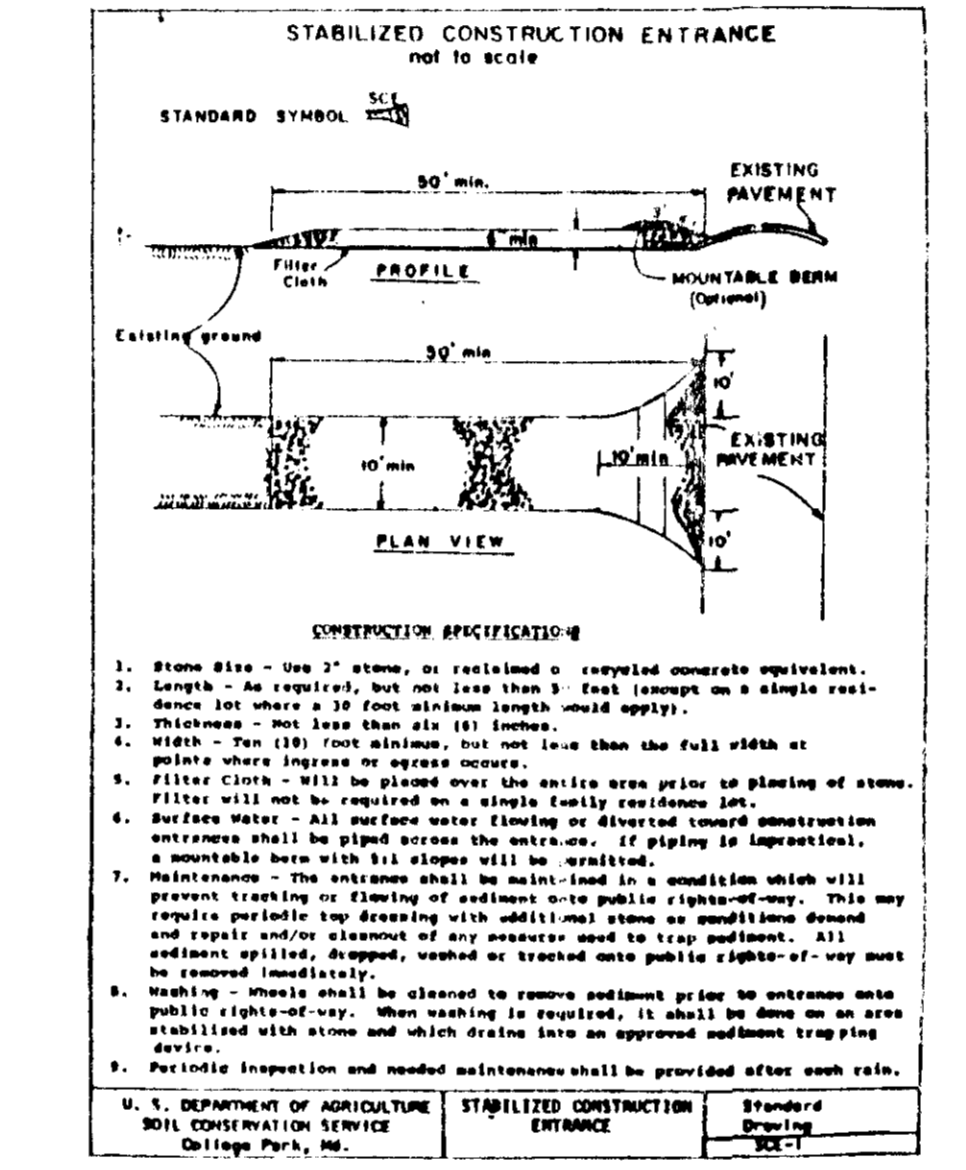 STABILIZED CONSTRUCTION ENTRANCE
not to scale
STANDARD SYMBOL
SCE
50' min.
EXISTING
PAVEMENT
min
Filter
Cloth
PROFILE
MOUNTABLE BERM
(Optional)
Existing ground
50' min
10'
10' min
10' min
EXISTING
PAVEMENT
10'
PLAN VIEW
CONSTRUCTION SPECIFICATIONS
1. Stone Size - Use 2" stone, or reclaimed or recycled concrete equivalent.
2. Length - As required, but not less than feet (except on a single resi-
dence lot where a 30 foot minimum length would apply).
3. Thickness - Not less than six (6) inches.
4. Width - Ten (10) foot minimum, but not less than the full width at
points where ingress or egress occurs.
5. Filter Cloth - Will be placed over the entire area prior to placing of stone.
Filter will not be required on a single family residence lot.
6. Surface Water - All surface water flowing or diverted toward construction
entrances shall be piped across the entrance. If piping is impractical,
a mountable berm with 5:1 slopes will be permitted.
7. Maintenance - The entrance shall be maintained in a condition which will
prevent tracking or flowing of sediment onto public rights-of-way. This may
require periodic top dressing with additional stone as conditions demand
and repair and/or cleanout of any measures used to trap sediment. All
sediment spilled, dropped, washed or tracked onto public rights-of-way must
be removed immediately.
8. Washing - Wheels shall be cleaned to remove sediment prior to entrance onto
public rights-of-way. When washing is required, it shall be done on an area
stabilized with stone and which drains into an approved sediment trapping
device.
9. Periodic inspection and needed maintenance shall be provided after each rain.
U. S. DEPARTMENT OF AGRICULTURE
SOIL CONSERVATION SERVICE
College Park, Md.
STABILIZED CONSTRUCTION
ENTRANCE
Standard
Drawing
SCE-1